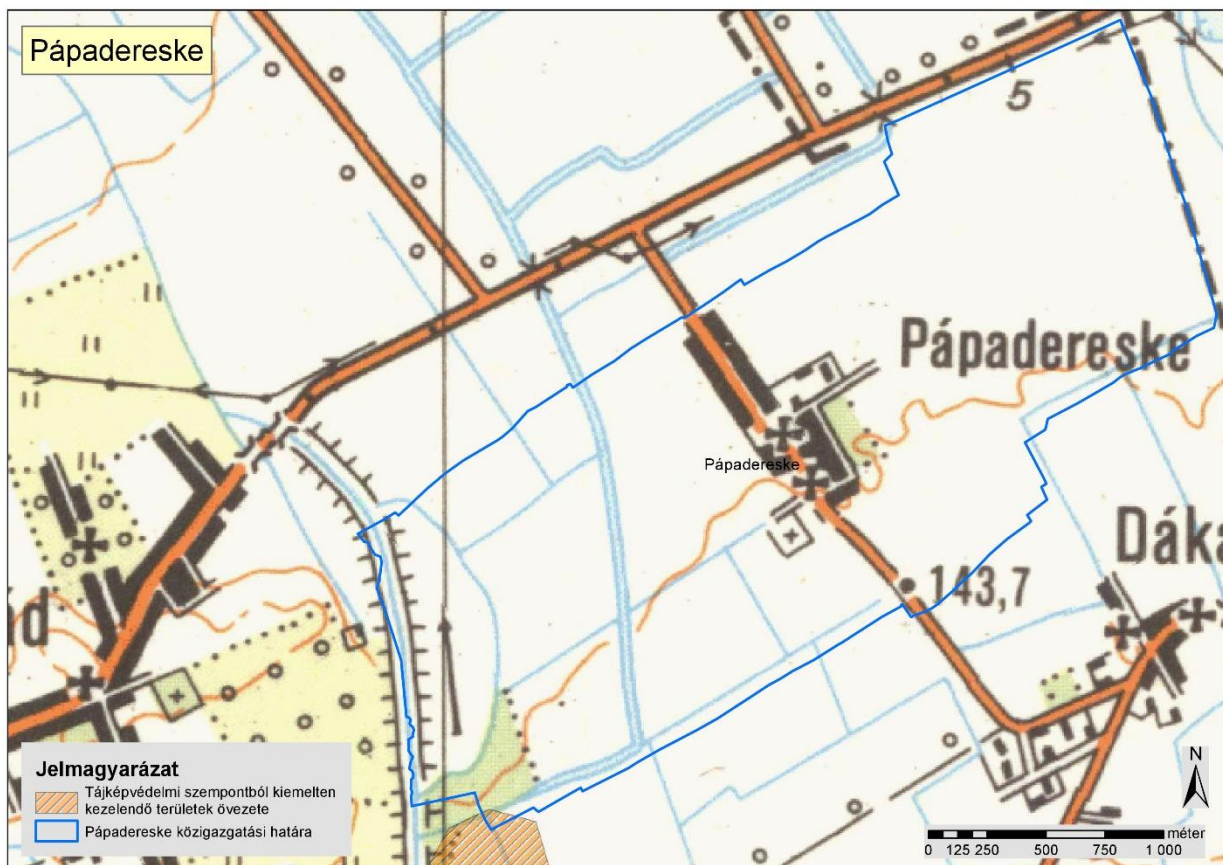 Pápadereske
5
Pápadereske
Pápadereske
Dáka
143,7
ád
Jelmagyarázat
Tájképvédelmi szempontból kiemelten
kezelendő területek övezete
Pápadereske közigazgatási határa
N
méter
0 125 250 500 750 1 000